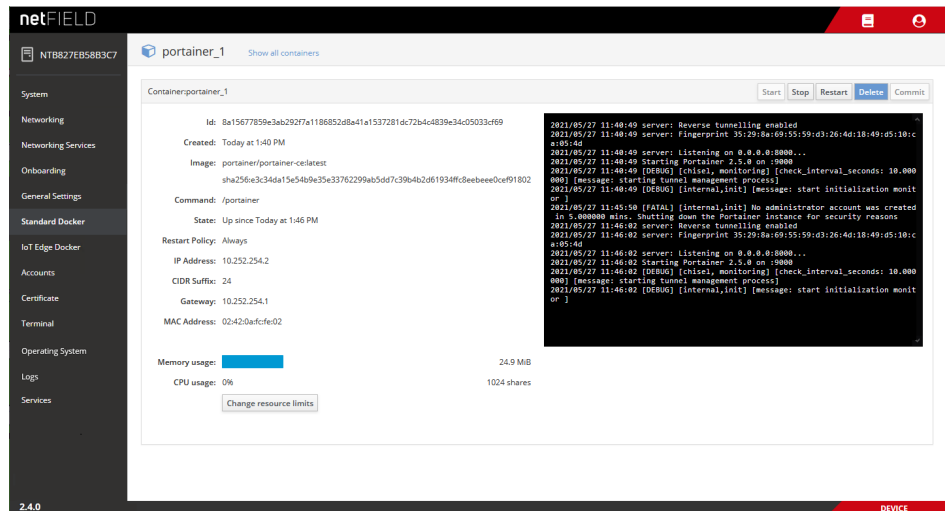 netFIELD
NTB827EB58B3C7
portainer_1 Show all containers
System
Networking
Networking Services
Onboarding
General Settings
Standard Docker
IoT Edge Docker
Accounts
Certificate
Terminal
Operating System
Logs
Services
2.4.0
Container:portainer_1
Start Stop Restart Delete Commit
Id: 8a15677859e3ab292f7a1186852d8a41a1537281dc72b4c4839e34c05033cf69
Created: Today at 1:40 PM
Image: portainer/portainer-ce:latest
sha256:e3c34da15e54b9e35e33762299ab5dd7c39b4b2d61934ffc8eebeee0cef91802
Command: /portainer
State: Up since Today at 1:46 PM
Restart Policy: Always
IP Address: 10.252.254.2
CIDR Suffix: 24
Gateway: 10.252.254.1
MAC Address: 02:42:0a:fc:fe:02
Memory usage: 24.9 MiB
CPU usage: 0% 1024 shares
Change resource limits
2021/05/27 11:40:49 server: Reverse tunnelling enabled
2021/05/27 11:40:49 server: Fingerprint 35:29:8a:69:55:59:d3:26:4d:18:49:d5:10:c
a:05:4d
2021/05/27 11:40:49 server: Listening on 0.0.0.0:8000...
2021/05/27 11:40:49 Starting Portainer 2.5.0 on :9000
2021/05/27 11:40:49 [DEBUG] [chisel, monitoring] [check_interval_seconds: 10.000
000] [message: starting tunnel management process]
2021/05/27 11:40:49 [DEBUG] [internal,init] [message: start initialization monit
or ]
2021/05/27 11:45:50 [FATAL] [internal,init] No administrator account was created
in 5.000000 mins. Shutting down the Portainer instance for security reasons
2021/05/27 11:46:02 server: Reverse tunnelling enabled
2021/05/27 11:46:02 server: Fingerprint 35:29:8a:69:55:59:d3:26:4d:18:49:d5:10:c
a:05:4d
2021/05/27 11:46:02 server: Listening on 0.0.0.0:8000...
2021/05/27 11:46:02 Starting Portainer 2.5.0 on :9000
2021/05/27 11:46:02 [DEBUG] [chisel, monitoring] [check_interval_seconds: 10.000
000] [message: starting tunnel management process]
2021/05/27 11:46:02 [DEBUG] [internal,init] [message: start initialization monit
or ]
DEVICE